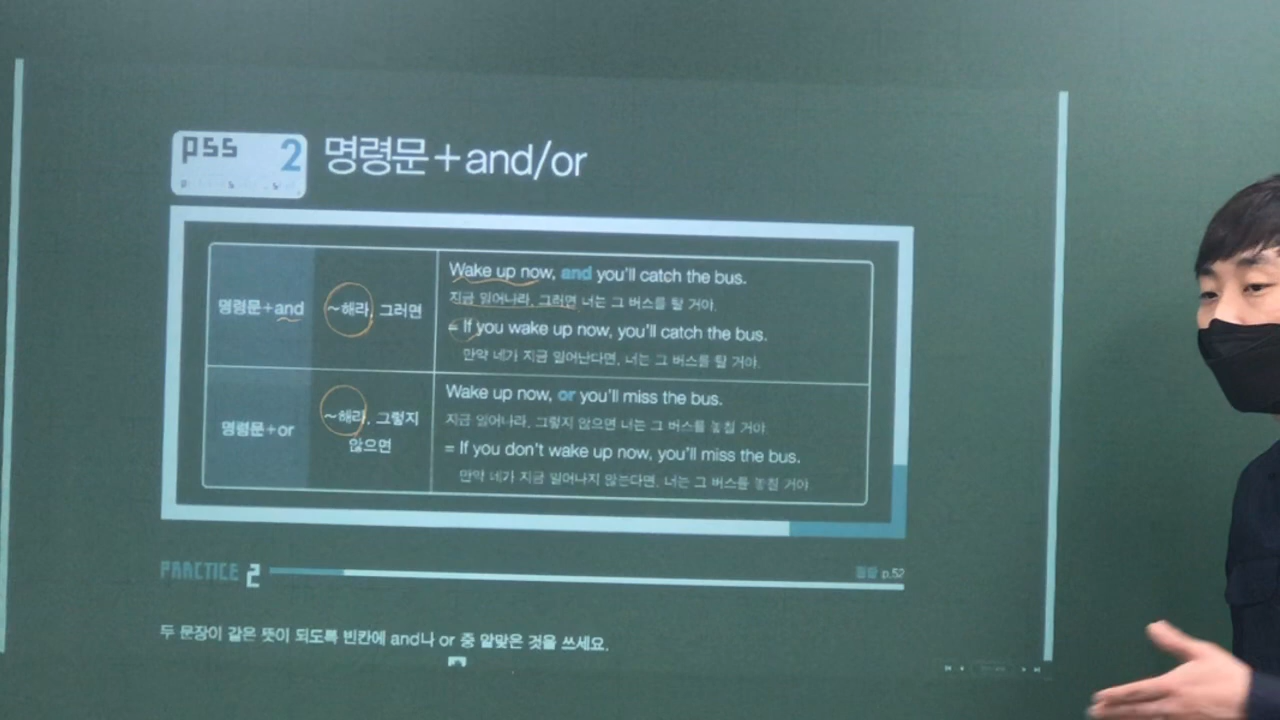 pss 2 명령문+and/or
명령문+and
~해라, 그러면
Wake up now, and you'll catch the bus.
지금 일어나라, 그러면 너는 그 버스를 탈 거야.
= If you wake up now, you'll catch the bus.
만약 네가 지금 일어난다면, 너는 그 버스를 탈 거야.
명령문+or
~해라, 그렇지
않으면
Wake up now, or you'll miss the bus.
지금 일어나라, 그렇지 않으면 너는 그 버스를 놓칠 거야.
= If you don't wake up now, you'll miss the bus.
만약 네가 지금 일어나지 않는다면, 너는 그 버스를 놓칠 거야.
PRACTICE 2
p.52
두 문장이 같은 뜻이 되도록 빈칸에 and나 or 중 알맞은 것을 쓰세요.